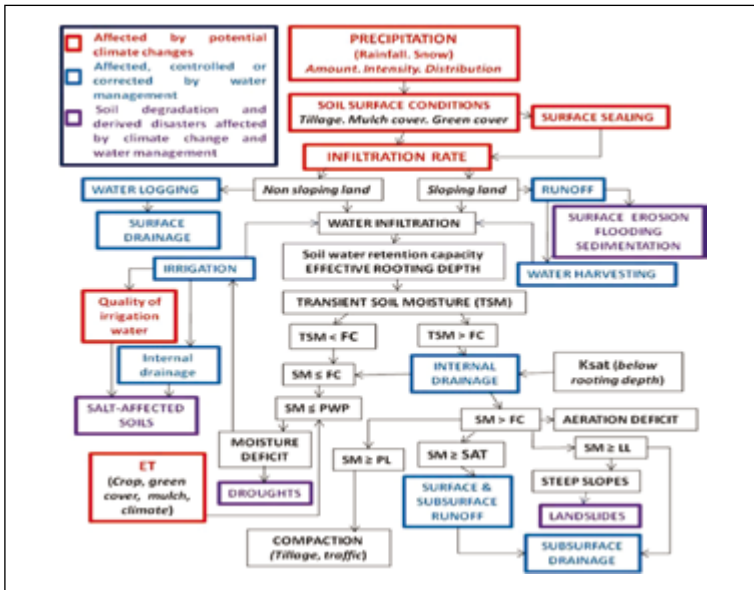 Affected by potential
climate changes
Affected, controlled or
corrected by water
management
Soil degradation and
derived disasters affected
by climate change and
water management
PRECIPITATION
(Rainfall. Snow)
Amount. Intensity. Distribution
SOIL SURFACE CONDITIONS
Tillage. Mulch cover. Green cover
SURFACE SEALING
INFILTRATION RATE
WATER LOGGING
Non sloping land
Sloping land
RUNOFF
SURFACE
DRAINAGE
WATER INFILTRATION
SURFACE EROSION
FLOODING
SEDIMENTATION
Soil water retention capacity
EFFECTIVE ROOTING DEPTH
IRRIGATION
WATER HARVESTING
Quality of
irrigation
water
TRANSIENT SOIL MOISTURE (TSM)
TSM < FC
TSM > FC
Internal
drainage
SM ≤ FC
INTERNAL
DRAINAGE
Ksat (below
rooting depth)
SALT-AFFECTED
SOILS
SM ≤ PWP
SM > FC
AERATION DEFICIT
MOISTURE
DEFICIT
SM ≥ PL
SM ≥ SAT
SM ≥ LL
ET
(Crop, green
cover, mulch,
climate)
DROUGHTS
SURFACE &
SUBSURFACE
RUNOFF
STEEP SLOPES
LANDSLIDES
COMPACTION
(Tillage, traffic)
SUBSURFACE
DRAINAGE